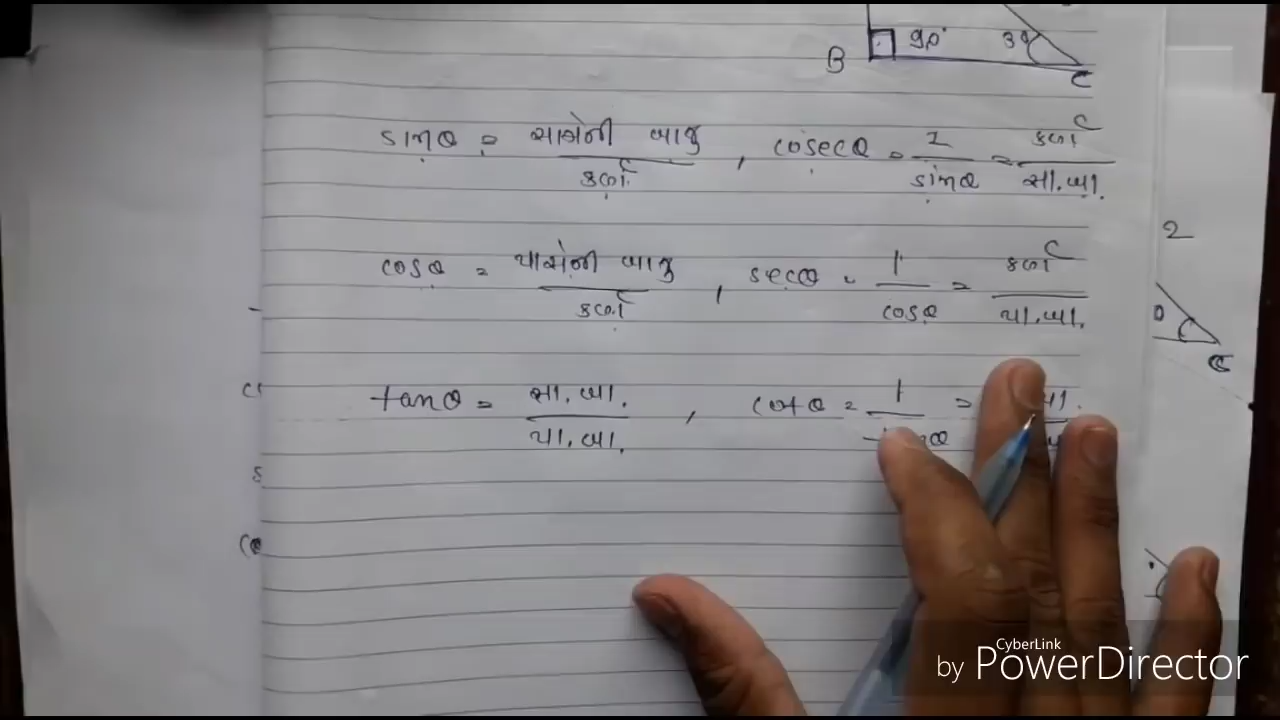 B 90° 30 C
sinθ = સામેની બાજુ / કર્ણ , cosecθ = 1 / sinθ = કર્ણ / સા.બા.
2
cosθ = પાસેની બાજુ / કર્ણ , secθ = 1 / cosθ = કર્ણ / પા.બા.
C
tanθ = સા.બા. / પા.બા. , cotθ = 1 /
CyberLink
by PowerDirector